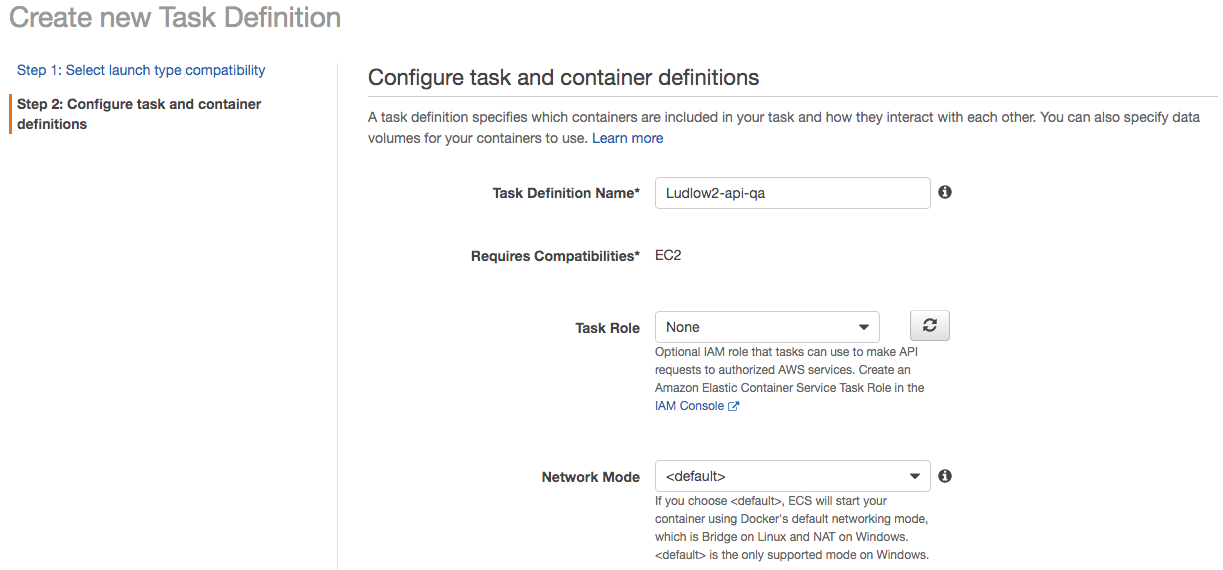 Create new Task Definition
Step 1: Select launch type compatibility
Step 2: Configure task and container
definitions
Configure task and container definitions
A task definition specifies which containers are included in your task and how they interact with each other. You can also specify data
volumes for your containers to use. Learn more
Task Definition Name*
Ludlow2-api-qa
Requires Compatibilities*
EC2
Task Role
None
Optional IAM role that tasks can use to make API
requests to authorized AWS services. Create an
Amazon Elastic Container Service Task Role in the
IAM Console
Network Mode
<default>
If you choose <default>, ECS will start your
container using Docker's default networking mode,
which is Bridge on Linux and NAT on Windows.
<default> is the only supported mode on Windows.